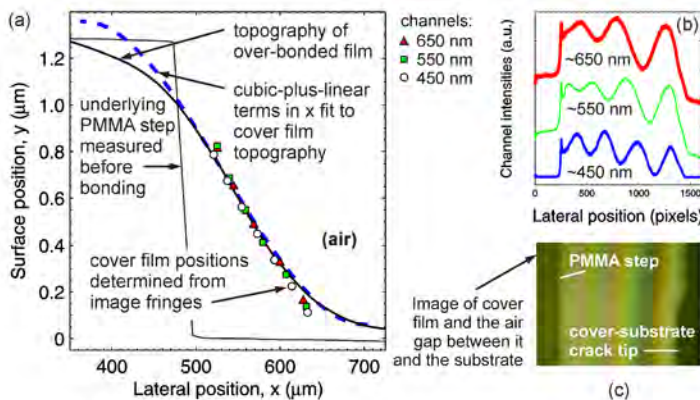 (a)
Surface position, y (µm)
1.2
1.0
0.8
0.6
0.4
0.2
0
400
500
600
700
Lateral position, x (µm)
topography of
over-bonded film
cubic-plus-linear
terms in x fit to
cover film
topography
underlying
PMMA step
measured
before
bonding
(air)
cover film positions
determined from
image fringes
channels:
650 nm
550 nm
450 nm
(b)
Channel intensities (a.u.)
~650 nm
~550 nm
~450 nm
0
500
1000
1500
Lateral position (pixels)
Image of cover
film and the air
gap between it
and the substrate
PMMA step
cover-substrate
crack tip
(c)